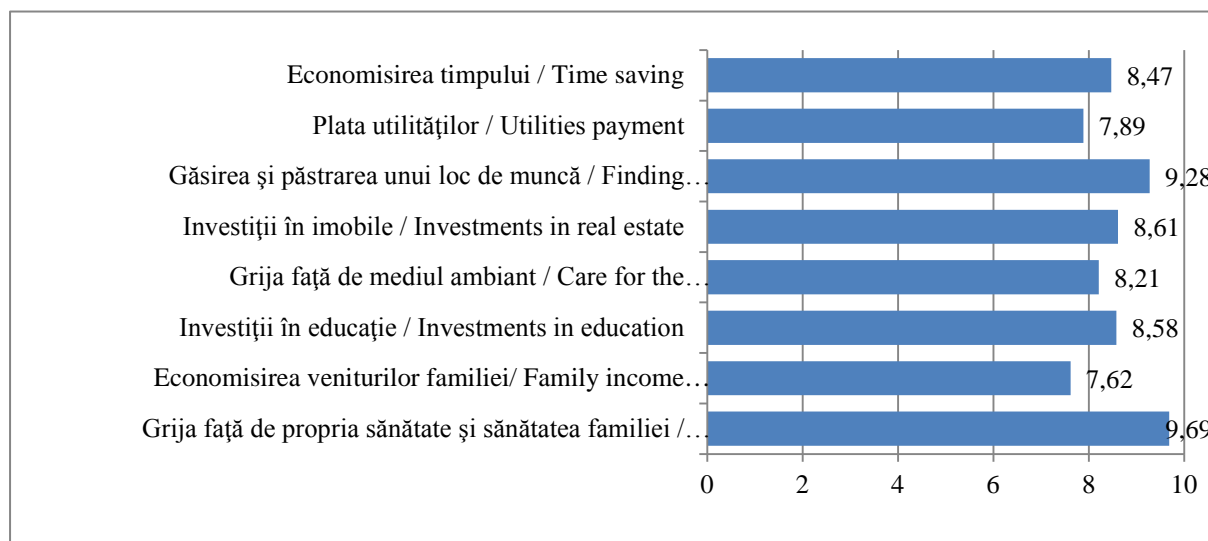 Economisirea timpului / Time saving
8,47
Plata utilităţilor / Utilities payment
7,89
Găsirea şi păstrarea unui loc de muncă / Finding…
9,28
Investiţii în imobile / Investments in real estate
8,61
Grija faţă de mediul ambiant / Care for the…
8,21
Investiţii în educaţie / Investments in education
8,58
Economisirea veniturilor familiei/ Family income…
7,62
Grija faţă de propria sănătate şi sănătatea familiei /…
9,69
0 2 4 6 8 10